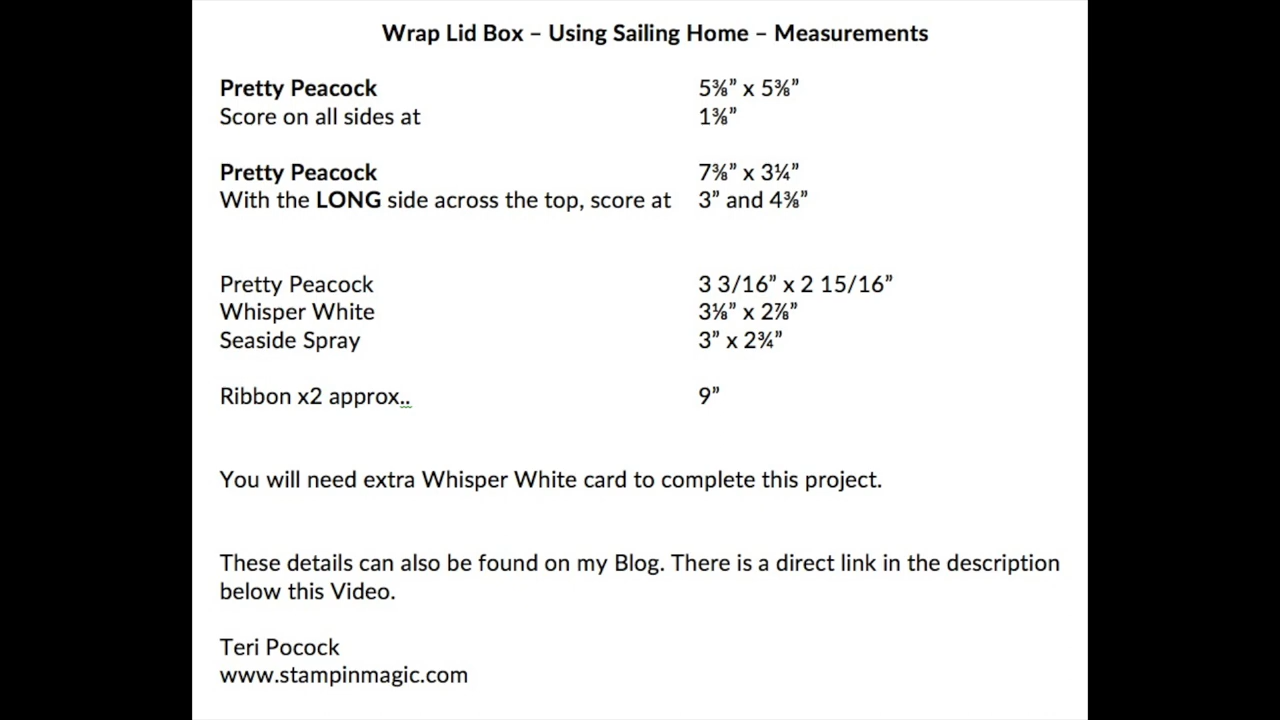 Wrap Lid Box – Using Sailing Home – Measurements
Pretty Peacock 5⅝” x 5⅝”
Score on all sides at 1⅜”
Pretty Peacock 7⅜” x 3¼”
With the LONG side across the top, score at 3” and 4⅜”
Pretty Peacock 3 3/16” x 2 15/16”
Whisper White 3⅛” x 2⅞”
Seaside Spray 3” x 2¾”
Ribbon x2 approx.. 9”
You will need extra Whisper White card to complete this project.
These details can also be found on my Blog. There is a direct link in the description
below this Video.
Teri Pocock
www.stampinmagic.com